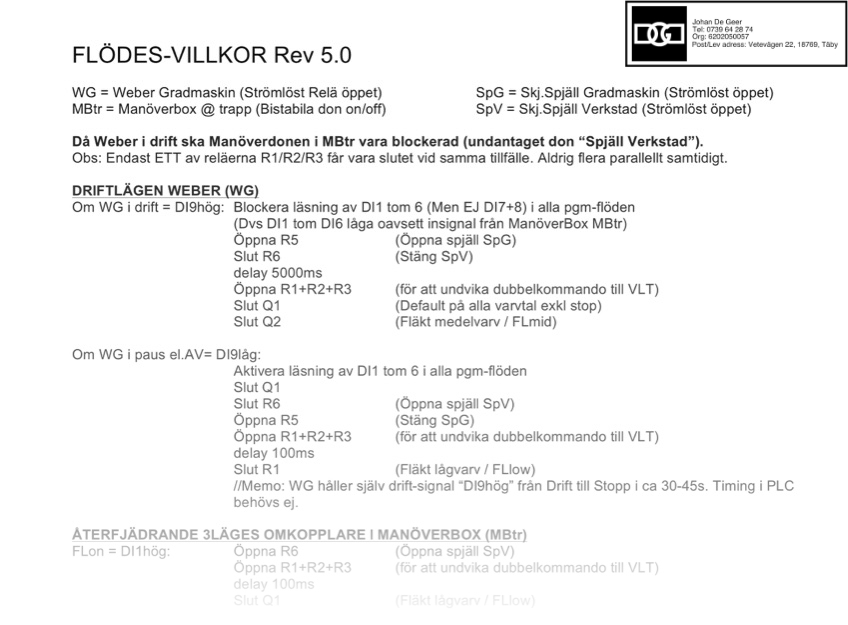 Johan De Geer
Tel: 0739 64 28 74
Org: 6202050057
Post/Lev adress: Vetevägen 22, 18769, Täby
DG
FLÖDES-VILLKOR Rev 5.0
WG = Weber Gradmaskin (Strömlöst Relä öppet) SpG = Skj.Spjäll Gradmaskin (Strömlöst öppet)
MBtr = Manöverbox @ trapp (Bistabila don on/off) SpV = Skj.Spjäll Verkstad (Strömlöst öppet)
Då Weber i drift ska Manöverdonen i MBtr vara blockerad (undantaget don “Spjäll Verkstad”).
Obs: Endast ETT av reläerna R1/R2/R3 får vara slutet vid samma tillfälle. Aldrig flera parallellt samtidigt.
DRIFTLÄGEN WEBER (WG)
Om WG i drift = DI9hög: Blockera läsning av DI1 tom 6 (Men EJ DI7+8) i alla pgm-flöden
(Dvs DI1 tom DI6 låga oavsett insignal från ManöverBox MBtr)
Öppna R5 (Öppna spjäll SpG)
Slut R6 (Stäng SpV)
delay 5000ms
Öppna R1+R2+R3 (för att undvika dubbelkommando till VLT)
Slut Q1 (Default på alla varvtal exkl stop)
Slut Q2 (Fläkt medelvarv / FLmid)
Om WG i paus el.AV= DI9låg:
Aktivera läsning av DI1 tom 6 i alla pgm-flöden
Slut Q1
Slut R6 (Öppna spjäll SpV)
Öppna R5 (Stäng SpG)
Öppna R1+R2+R3 (för att undvika dubbelkommando till VLT)
delay 100ms
Slut R1 (Fläkt lågvarv / FLlow)
//Memo: WG håller själv drift-signal “DI9hög” från Drift till Stopp i ca 30-45s. Timing i PLC
behövs ej.
ÅTERFJÄDRANDE 3LÄGES OMKOPPLARE I MANÖVERBOX (MBtr)
FLon = DI1hög: Öppna R6 (Öppna spjäll SpV)
Öppna R1+R2+R3 (för att undvika dubbelkommando till VLT)
delay 100ms
Slut Q1 (Fläkt lågvarv / FLlow)